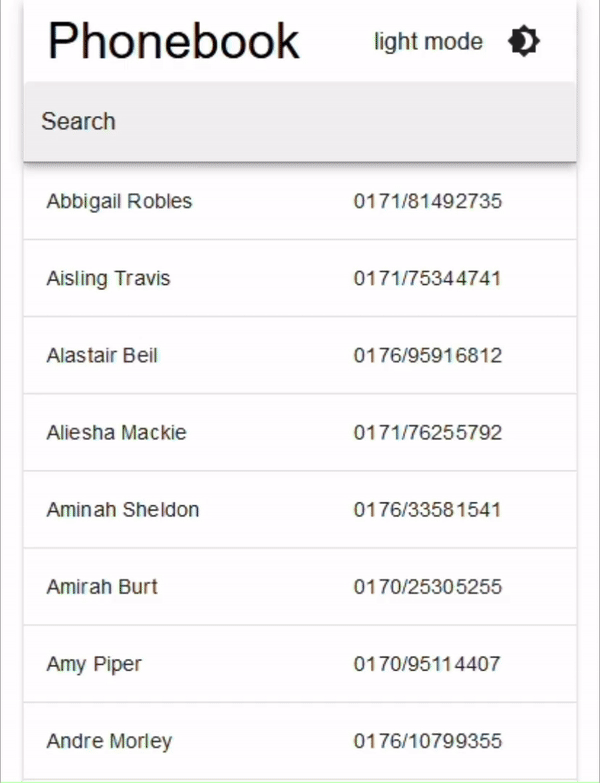 Phonebook light mode
Search
Abbigail Robles 0171/81492735
Aisling Travis 0171/75344741
Alastair Beil 0176/95916812
Aliesha Mackie 0171/76255792
Aminah Sheldon 0176/33581541
Amirah Burt 0170/25305255
Amy Piper 0170/95114407
Andre Morley 0176/10799355